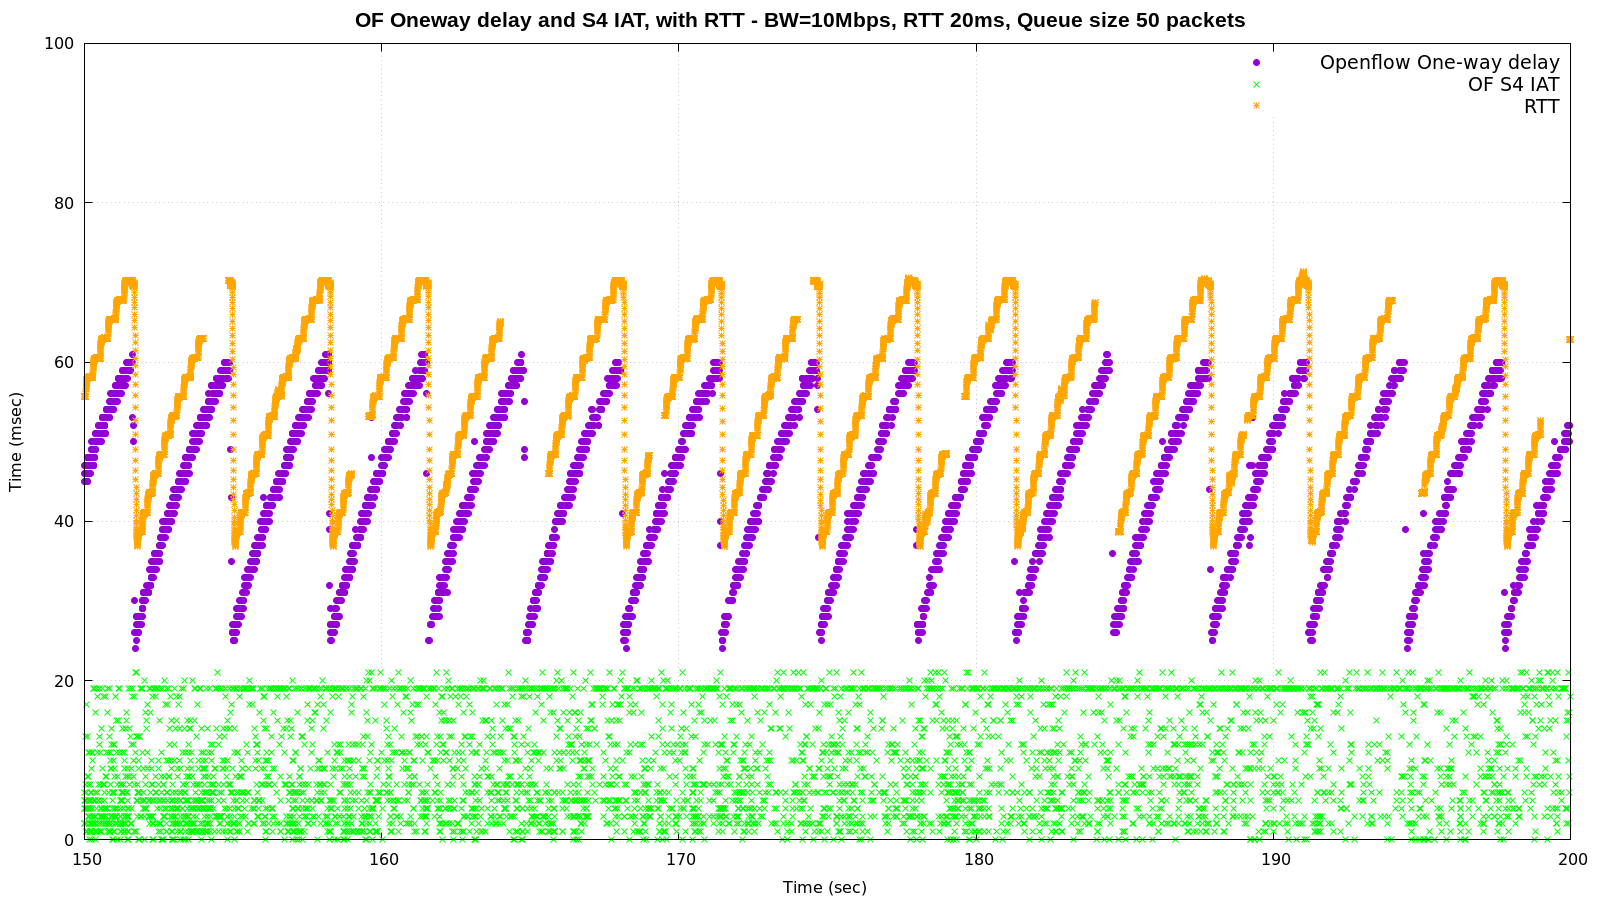 OF Oneway delay and S4 IAT, with RTT - BW=10Mbps, RTT 20ms, Queue size 50 packets
100
80
60
40
20
0
Time (msec)
Openflow One-way delay
OF S4 IAT
RTT
150
160
170
180
190
200
Time (sec)